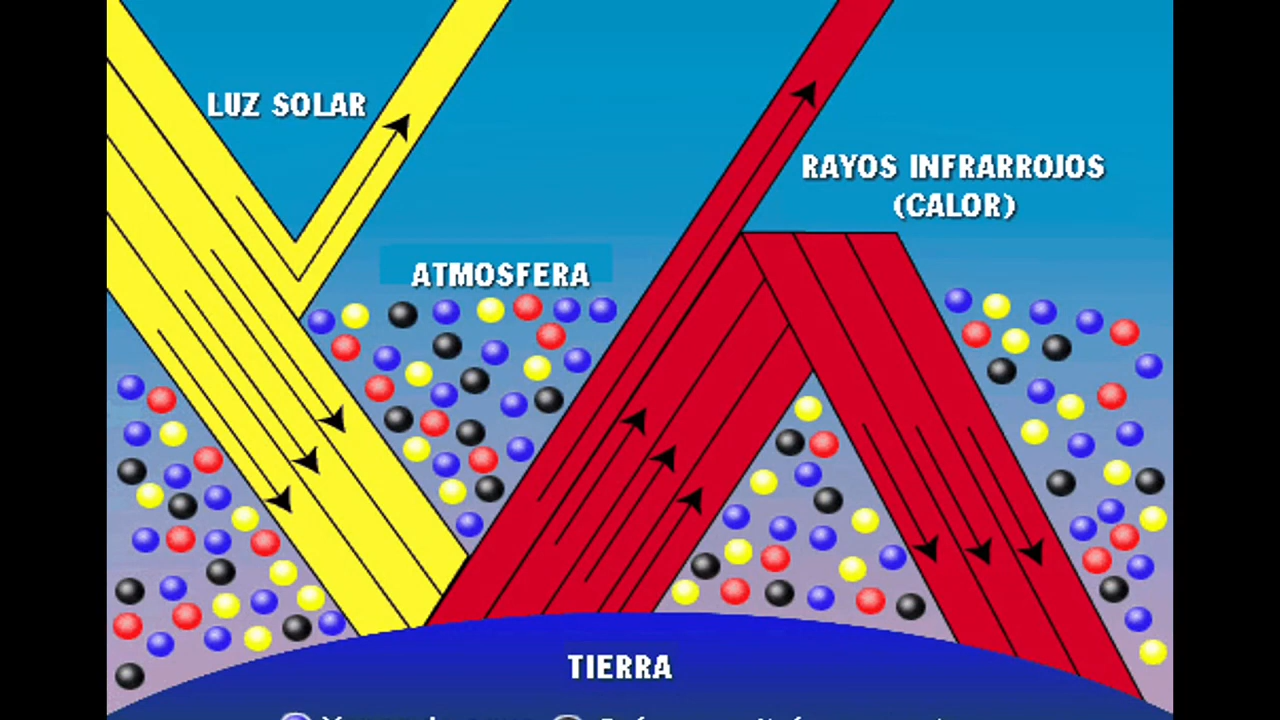 LUZ SOLAR
RAYOS INFRARROJOS
(CALOR)
ATMOSFERA
TIERRA